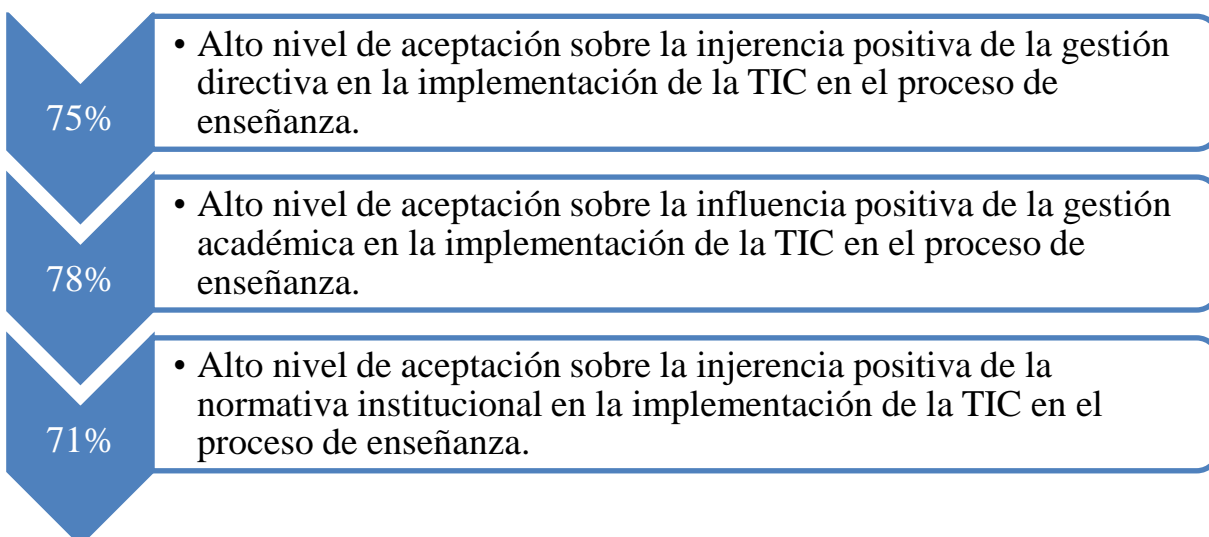 75%
• Alto nivel de aceptación sobre la injerencia positiva de la gestión
directiva en la implementación de la TIC en el proceso de
enseñanza.
78%
• Alto nivel de aceptación sobre la influencia positiva de la gestión
académica en la implementación de la TIC en el proceso de
enseñanza.
71%
• Alto nivel de aceptación sobre la injerencia positiva de la
normativa institucional en la implementación de la TIC en el
proceso de enseñanza.